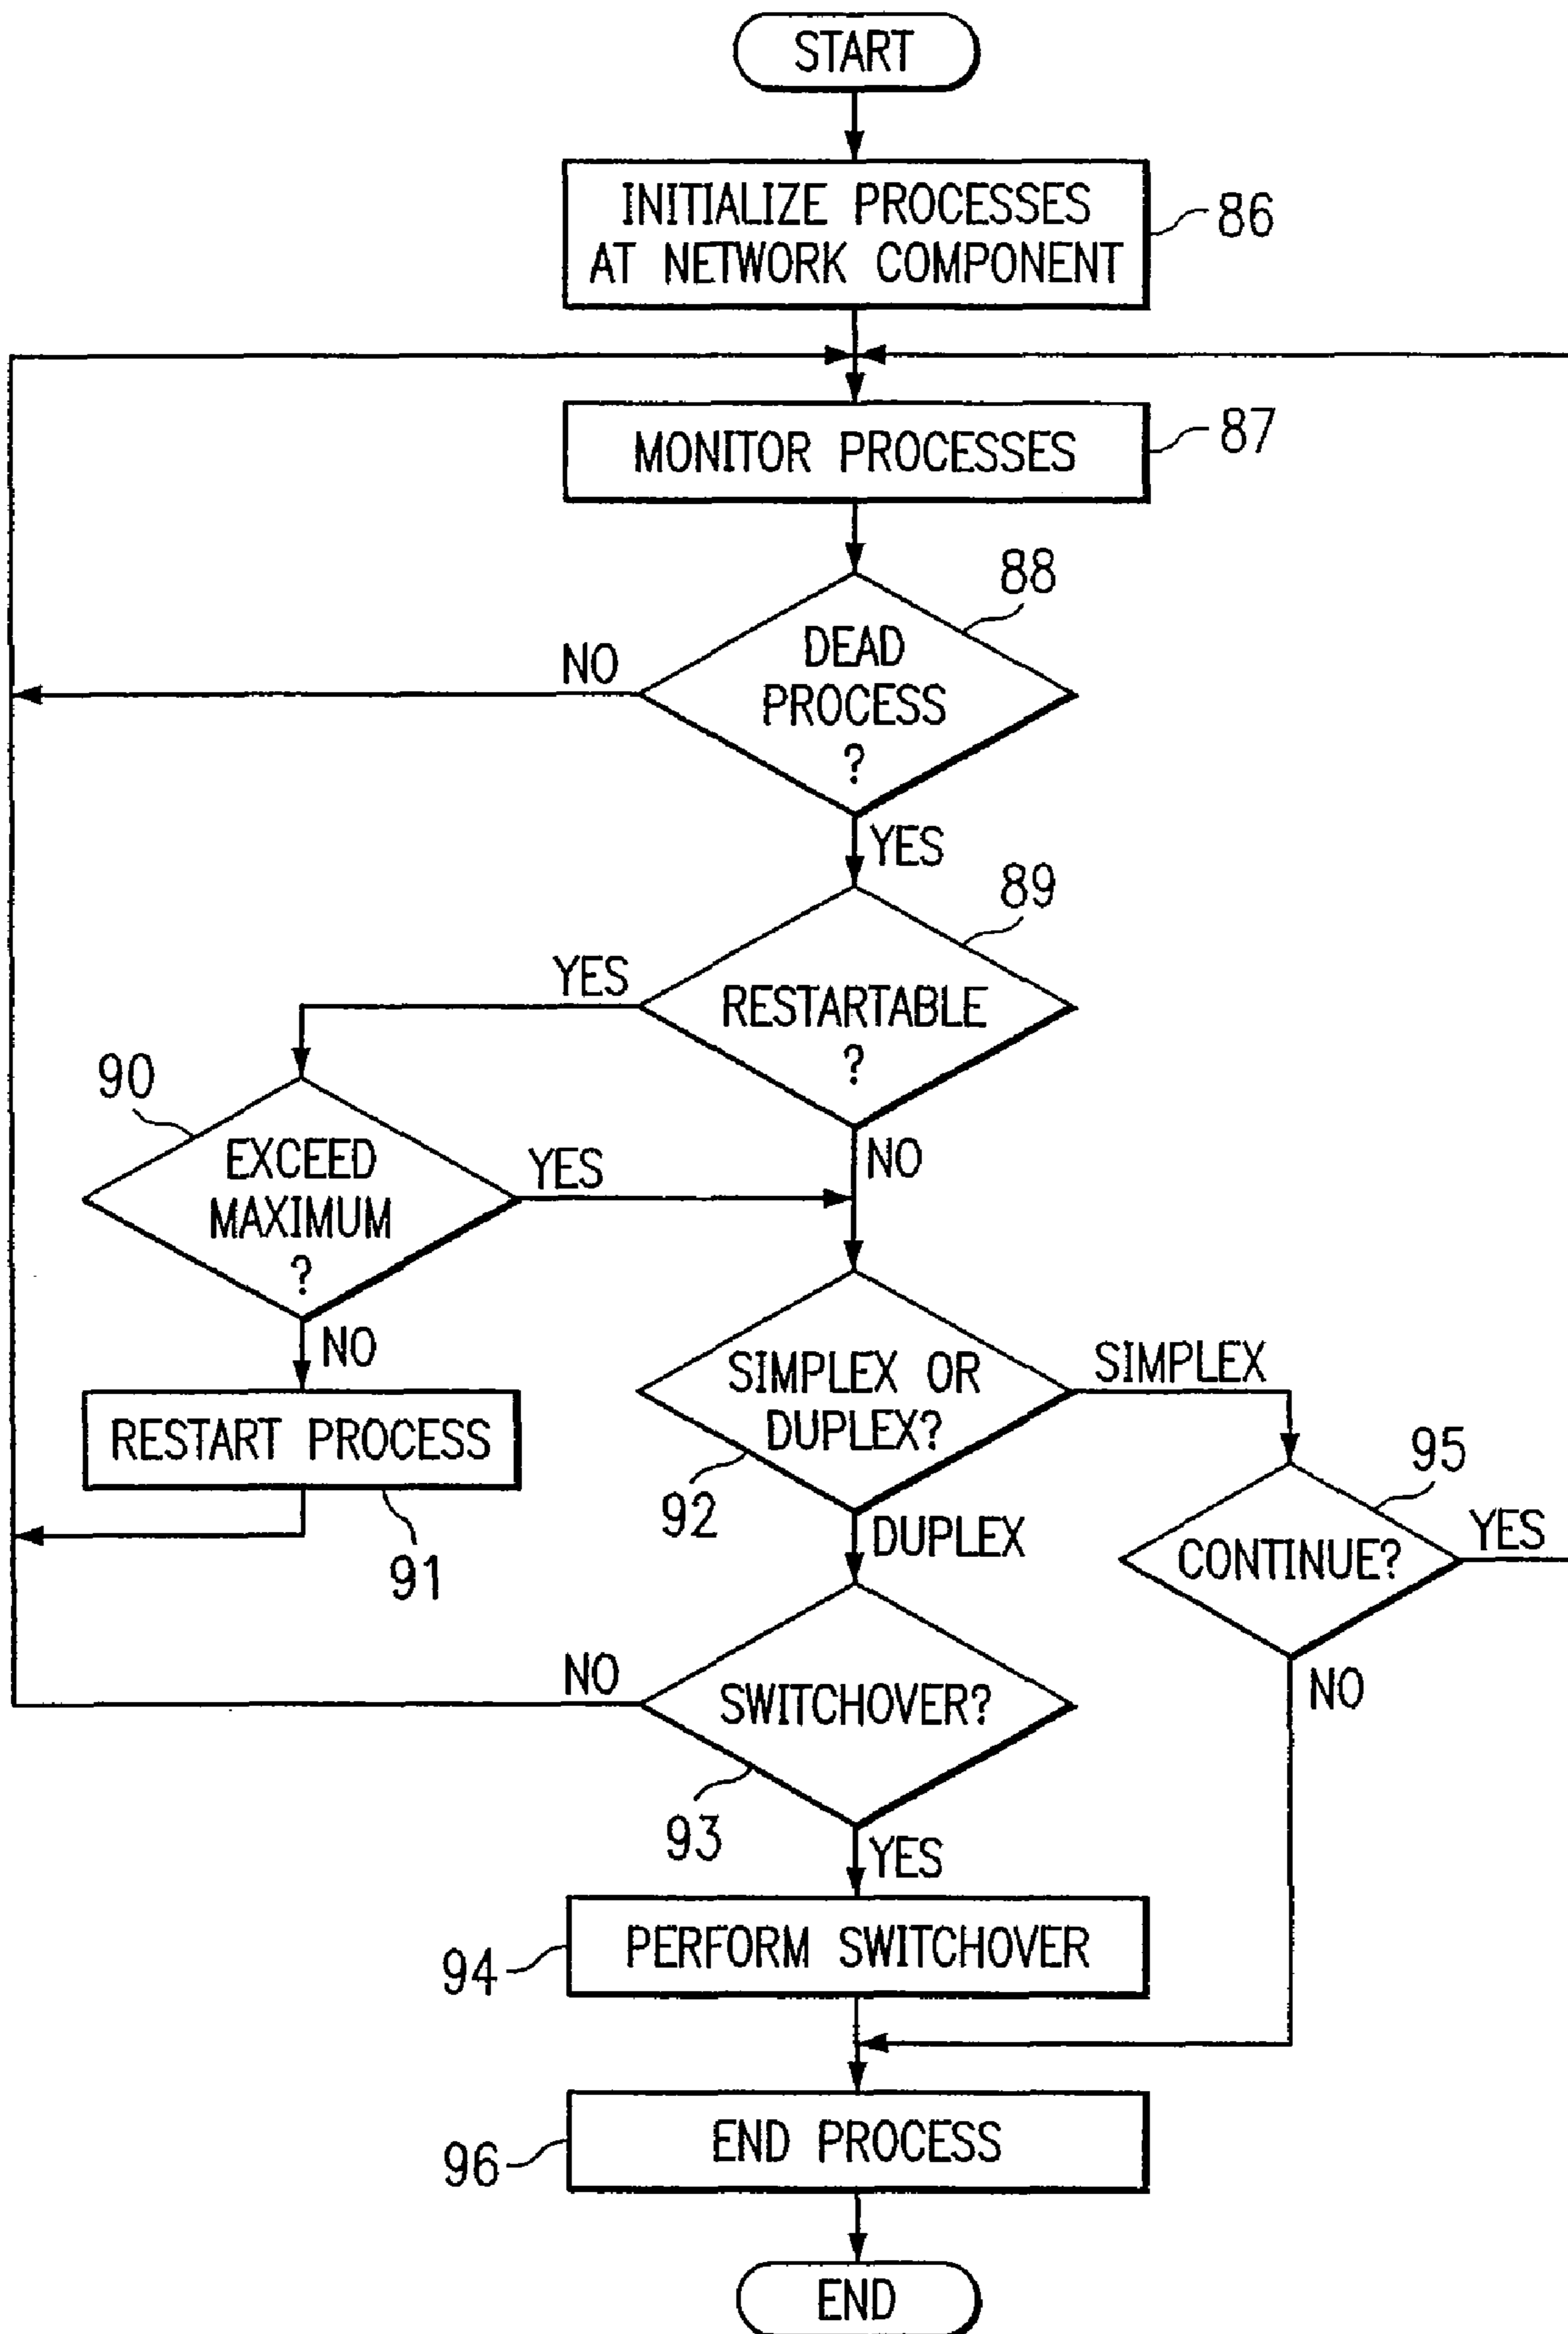 START
INITIALIZE PROCESSES
AT NETWORK COMPONENT
86
MONITOR PROCESSES
87
88
DEAD
PROCESS
?
NO
YES
89
RESTARTABLE
?
YES
NO
90
EXCEED
MAXIMUM
?
YES
NO
RESTART PROCESS
91
SIMPLEX OR
DUPLEX?
92
SIMPLEX
DUPLEX
95
CONTINUE?
YES
NO
SWITCHOVER?
NO
93
YES
PERFORM SWITCHOVER
94
END PROCESS
96
END